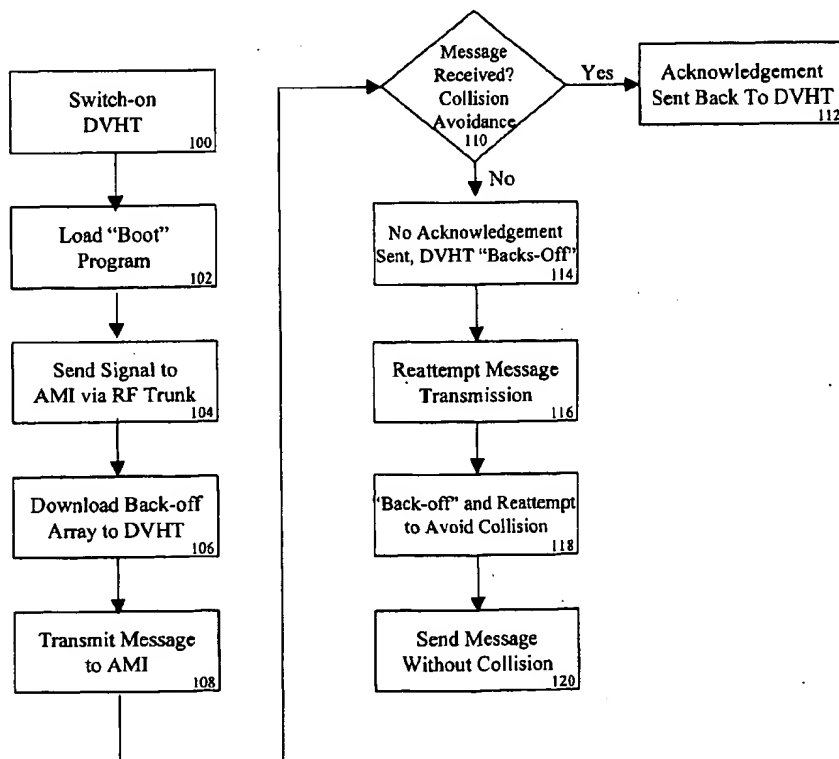 Switch-on
DVHT
100
Load "Boot"
Program
102
Send Signal to
AMI via RF Trunk
104
Download Back-off
Array to DVHT
106
Transmit Message
to AMI
108
Message
Received?
Collision
Avoidance
110
Yes
Acknowledgement
Sent Back To DVHT
112
No
No Acknowledgement
Sent, DVHT "Backs-Off"
114
Reattempt Message
Transmission
116
"Back-off" and Reattempt
to Avoid Collision
118
Send Message
Without Collision
120